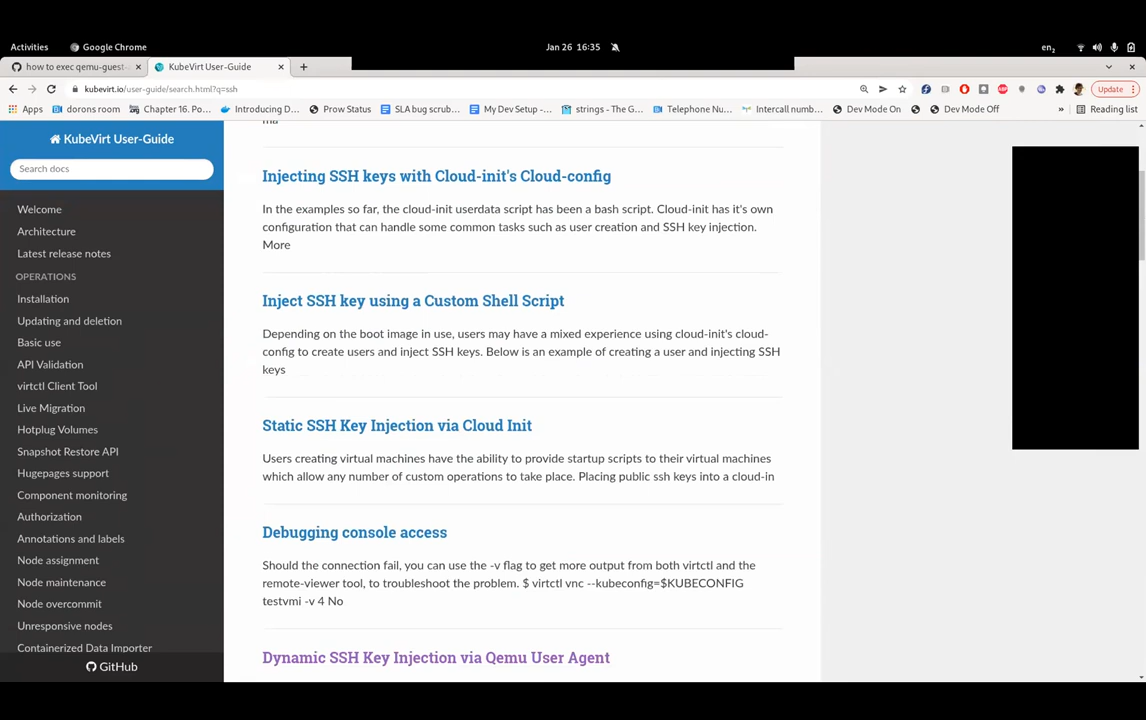 Activities
Google Chrome
Jan 26 16:35
en2
how to exec qemu-guest-
KubeVirt User-Guide
kubevirt.io/user-guide/search.html?q=ssh
Update
Apps
dorons room
Chapter 16. Po...
Introducing D...
Prow Status
SLA bug scrub...
My Dev Setup -...
strings - The G...
Telephone Nu...
Intercall numb...
Dev Mode On
Dev Mode Off
»
Reading list
KubeVirt User-Guide
Search docs
Welcome
Architecture
Latest release notes
OPERATIONS
Installation
Updating and deletion
Basic use
API Validation
virtctl Client Tool
Live Migration
Hotplug Volumes
Snapshot Restore API
Hugepages support
Component monitoring
Authorization
Annotations and labels
Node assignment
Node maintenance
Node overcommit
Unresponsive nodes
Containerized Data Importer
GitHub
Injecting SSH keys with Cloud-init's Cloud-config
In the examples so far, the cloud-init userdata script has been a bash script. Cloud-init has it's own
configuration that can handle some common tasks such as user creation and SSH key injection.
More
Inject SSH key using a Custom Shell Script
Depending on the boot image in use, users may have a mixed experience using cloud-init's cloud-
config to create users and inject SSH keys. Below is an example of creating a user and injecting SSH
keys
Static SSH Key Injection via Cloud Init
Users creating virtual machines have the ability to provide startup scripts to their virtual machines
which allow any number of custom operations to take place. Placing public ssh keys into a cloud-in
Debugging console access
Should the connection fail, you can use the -v flag to get more output from both virtctl and the
remote-viewer tool, to troubleshoot the problem. $ virtctl vnc --kubeconfig=$KUBECONFIG
testvmi -v 4 No
Dynamic SSH Key Injection via Qemu User Agent